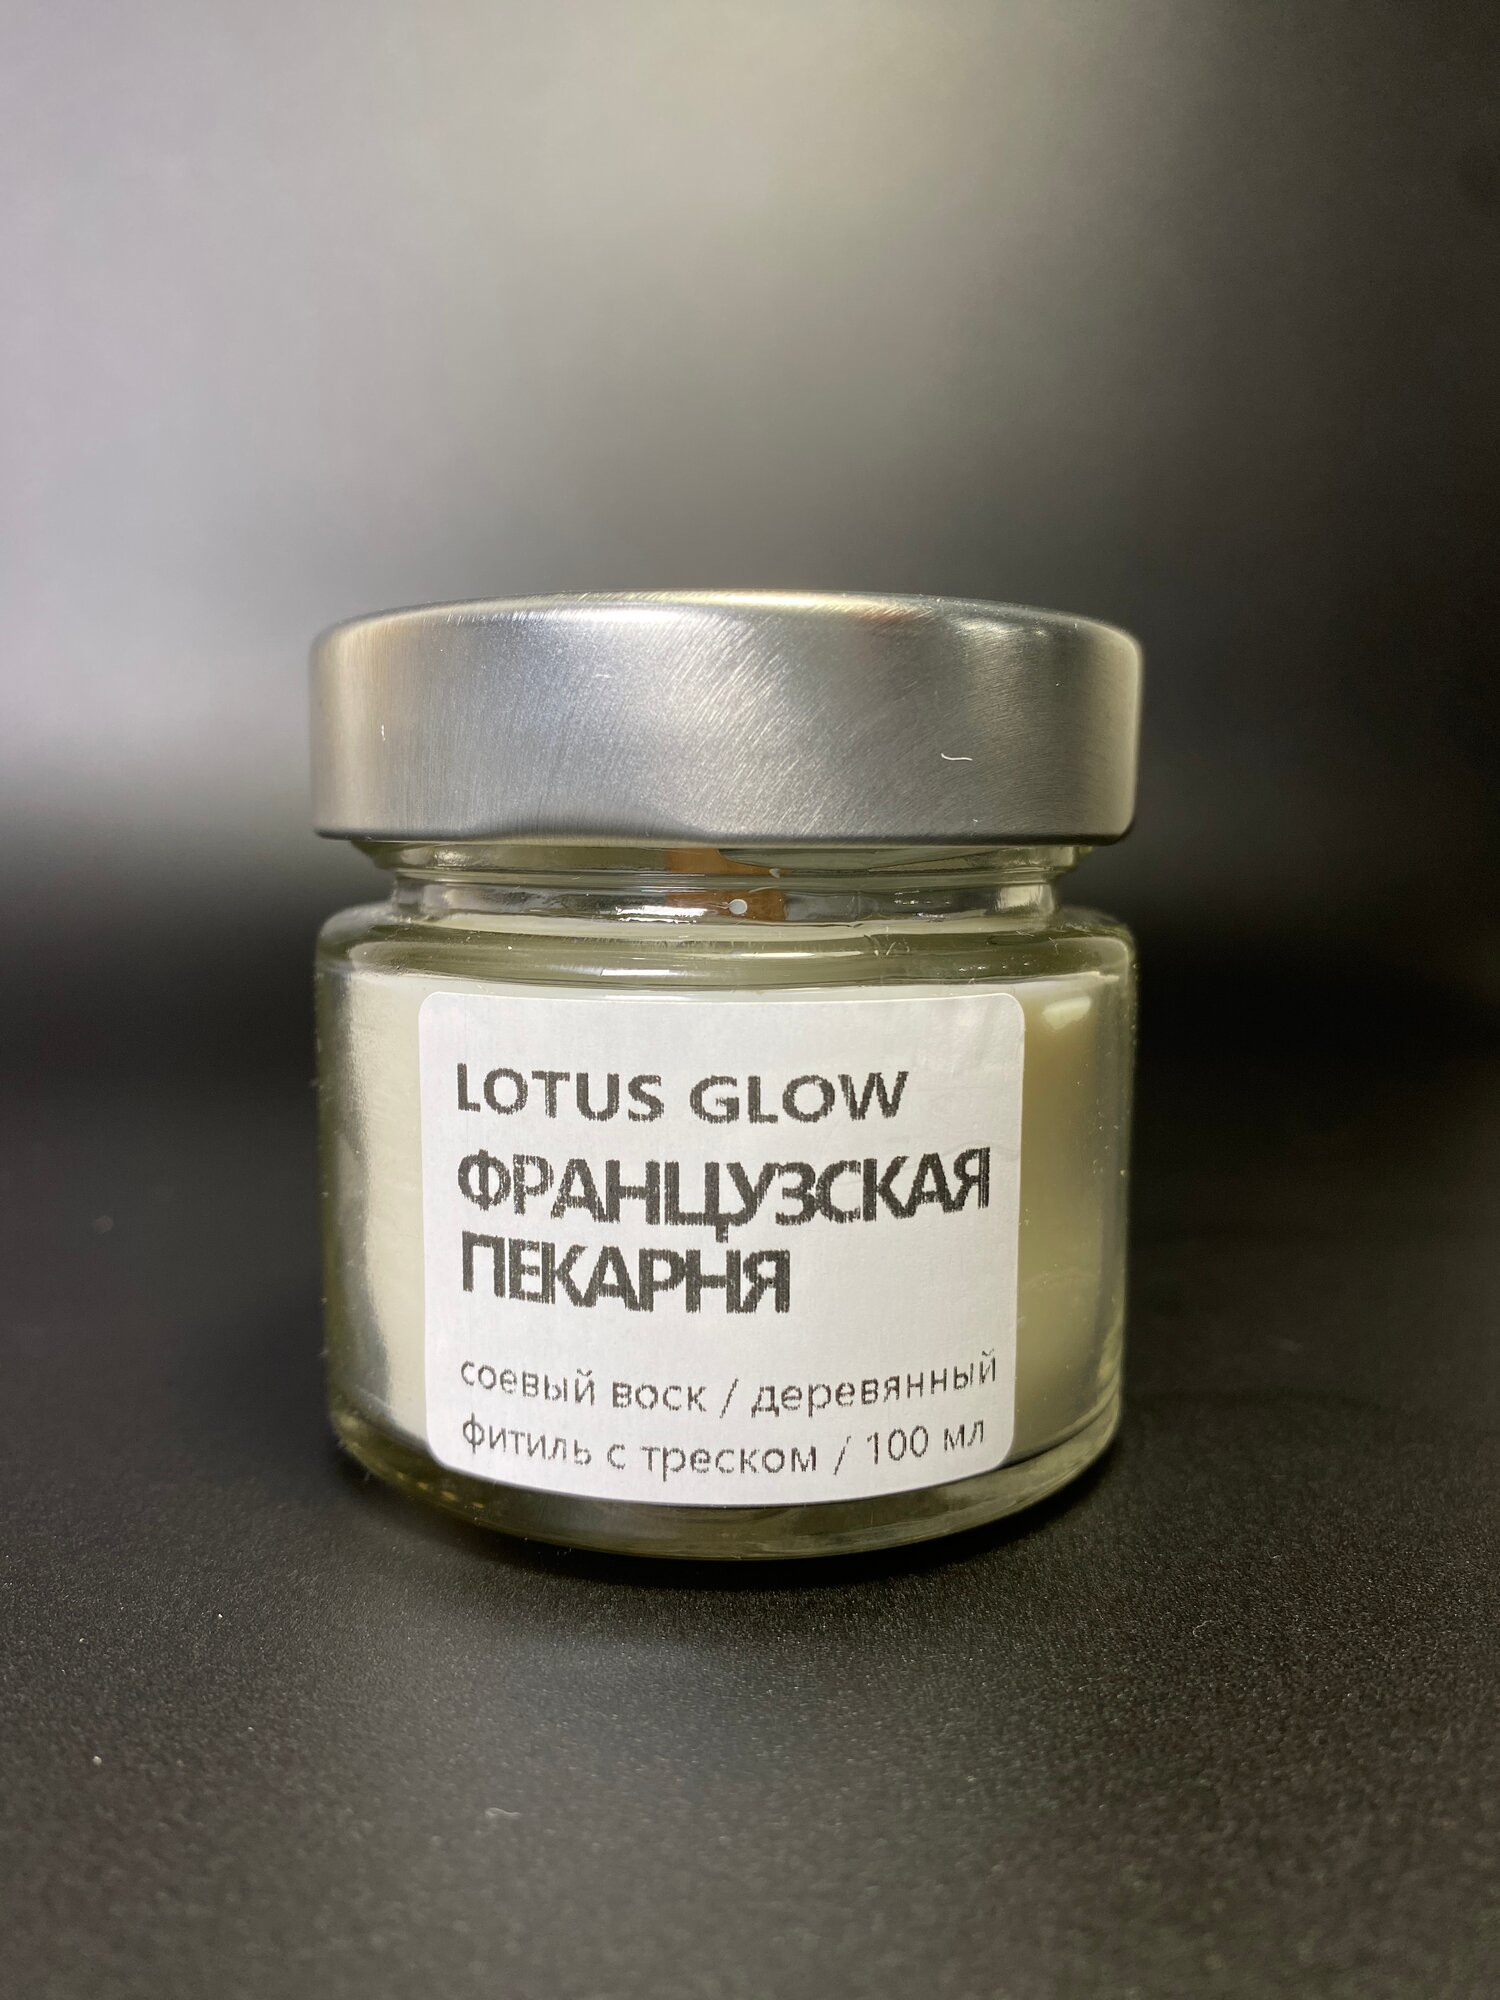 LOTUS GLOW
ФРАНЦУЗСКАЯ
ПЕКАРНЯ
соевый воск / деревянный
фитиль с треском / 100 мл